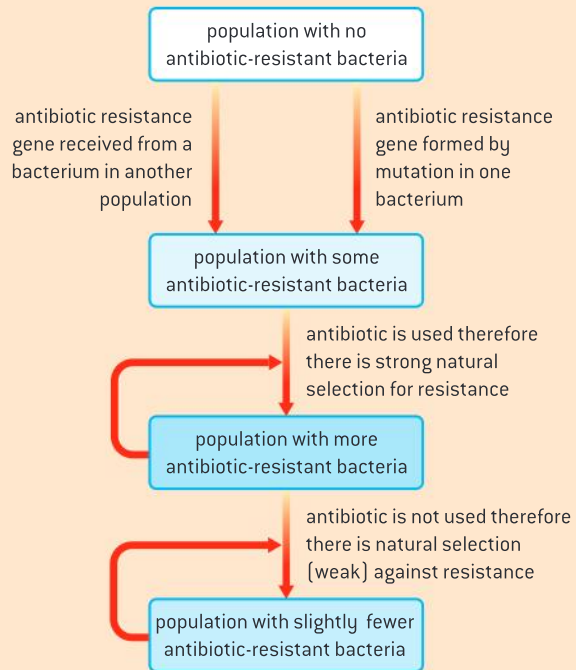 population with no
antibiotic-resistant bacteria
antibiotic resistance
gene received from a
bacterium in another
population
antibiotic resistance
gene formed by
mutation in one
bacterium
population with some
antibiotic-resistant bacteria
antibiotic is used therefore
there is strong natural
selection for resistance
population with more
antibiotic-resistant bacteria
antibiotic is not used therefore
there is natural selection
(weak) against resistance
population with slightly fewer
antibiotic-resistant bacteria